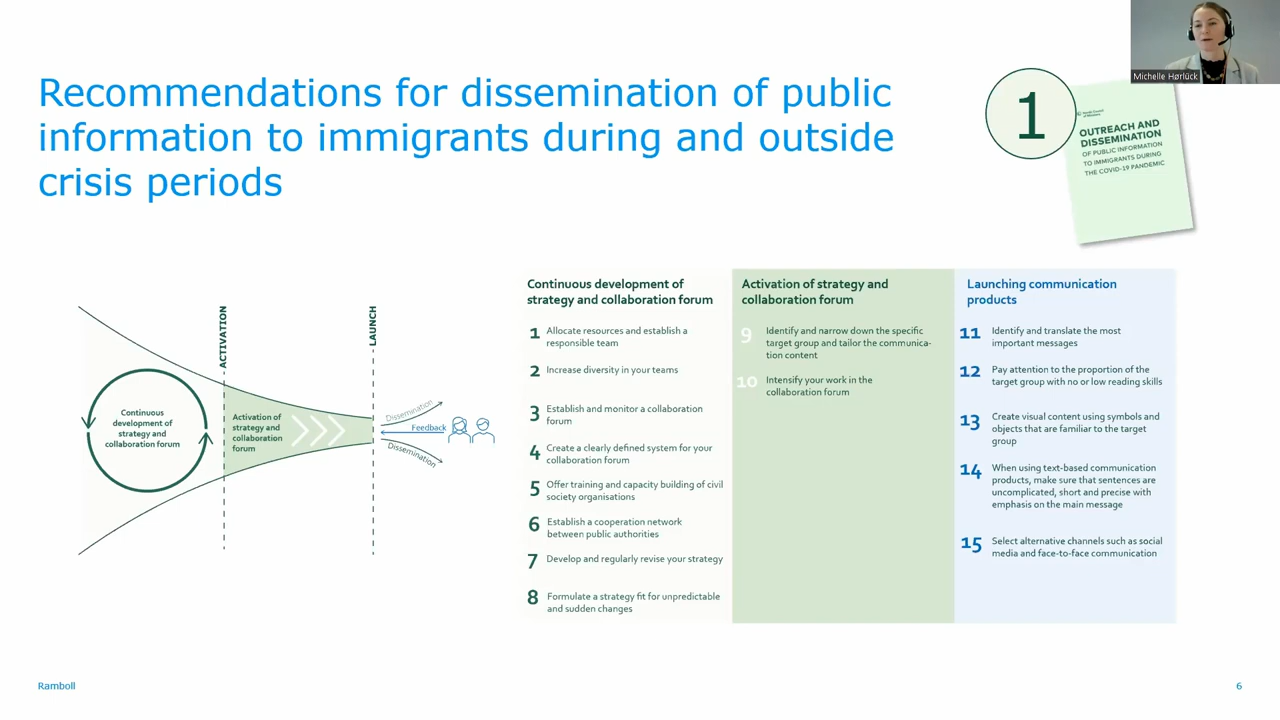 Michelle Hørlück
Recommendations for dissemination of public
information to immigrants during and outside
crisis periods
1
Nordic Council
of Ministers
OUTREACH AND
DISSEMINATION
OF PUBLIC INFORMATION
TO IMMIGRANTS DURING
THE COVID-19 PANDEMIC
ACTIVATION
LAUNCH
Continuous
development of
strategy and
collaboration forum
Activation of
strategy and
collaboration
forum
Dissemination
Feedback
Dissemination
Continuous development of
strategy and collaboration forum
1 Allocate resources and establish a
responsible team
2 Increase diversity in your teams
3 Establish and monitor a collaboration
forum
4 Create a clearly defined system for your
collaboration forum
5 Offer training and capacity building of civil
society organisations
6 Establish a cooperation network
between public authorities
7 Develop and regularly revise your strategy
8 Formulate a strategy fit for unpredictable
and sudden changes
Activation of strategy and
collaboration forum
9 Identify and narrow down the specific
target group and tailor the communica-
tion content
10 Intensify your work in the
collaboration forum
Launching communication
products
11 Identify and translate the most
important messages
12 Pay attention to the proportion of the
target group with no or low reading skills
13 Create visual content using symbols and
objects that are familiar to the target
group
14 When using text-based communication
products, make sure that sentences are
uncomplicated, short and precise with
emphasis on the main message
15 Select alternative channels such as social
media and face-to-face communication
Ramboll
6